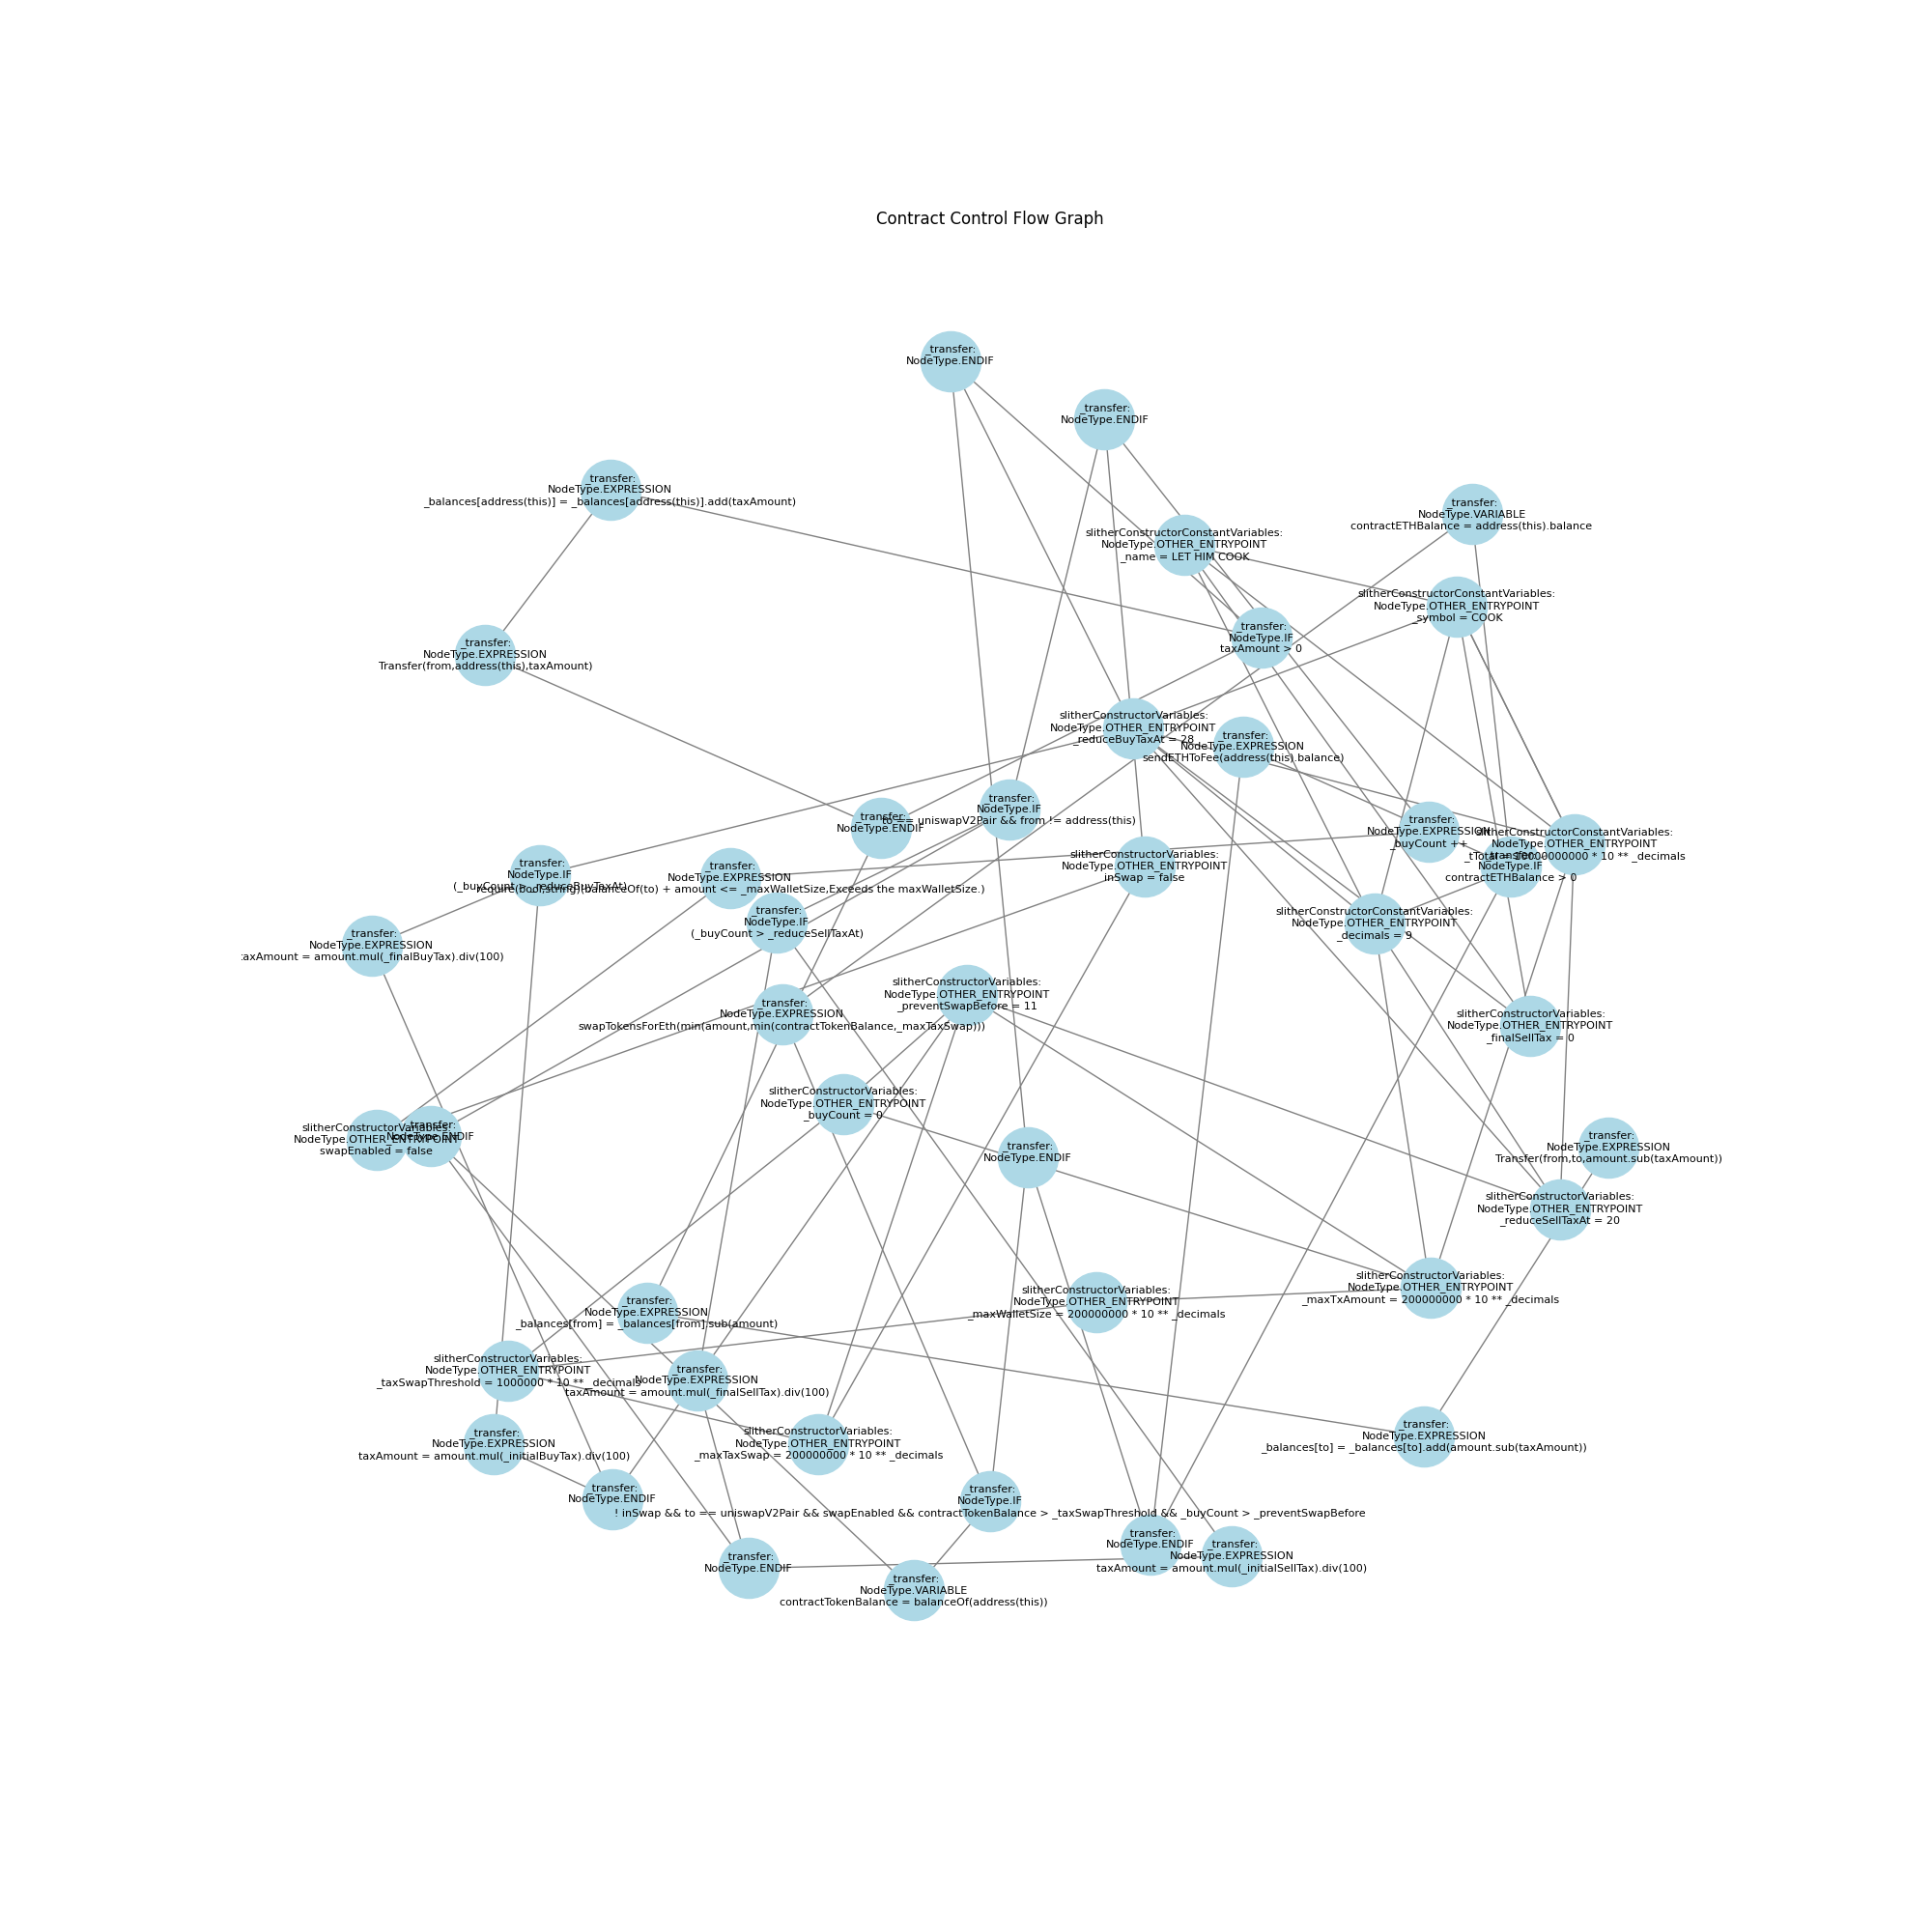 Contract Control Flow Graph
_transfer:
NodeType.ENDIF
_transfer:
NodeType.ENDIF
_transfer:
NodeType.EXPRESSION
_balances[address(this)] = _balances[address(this)].add(taxAmount)
_transfer:
NodeType.VARIABLE
contractETHBalance = address(this).balance
slitherConstructorConstantVariables:
NodeType.OTHER_ENTRYPOINT
_name = LET HIM COOK
slitherConstructorConstantVariables:
NodeType.OTHER_ENTRYPOINT
_symbol = COOK
_transfer:
NodeType.IF
taxAmount > 0
_transfer:
NodeType.EXPRESSION
Transfer(from,address(this),taxAmount)
slitherConstructorVariables:
NodeType.OTHER_ENTRYPOINT
_reduceBuyTaxAt = 28
_transfer:
NodeType.EXPRESSION
sendETHToFee(address(this).balance)
_transfer:
NodeType.IF
to == uniswapV2Pair && from != address(this)
_transfer:
NodeType.ENDIF
_transfer:
NodeType.EXPRESSION
_buyCount ++
slitherConstructorConstantVariables:
NodeType.OTHER_ENTRYPOINT
_tTotal = 10000000000 * 10 ** _decimals
_transfer:
NodeType.IF
contractETHBalance > 0
slitherConstructorVariables:
NodeType.OTHER_ENTRYPOINT
inSwap = false
_transfer:
NodeType.IF
(_buyCount > _reduceBuyTaxAt)
_transfer:
NodeType.EXPRESSION
require(bool,string)(balanceOf(to) + amount <= _maxWalletSize,Exceeds the maxWalletSize.)
_transfer:
NodeType.IF
(_buyCount > _reduceSellTaxAt)
slitherConstructorConstantVariables:
NodeType.OTHER_ENTRYPOINT
_decimals = 9
_transfer:
NodeType.EXPRESSION
taxAmount = amount.mul(_finalBuyTax).div(100)
slitherConstructorVariables:
NodeType.OTHER_ENTRYPOINT
_preventSwapBefore = 11
_transfer:
NodeType.EXPRESSION
swapTokensForEth(min(amount,min(contractTokenBalance,_maxTaxSwap)))
slitherConstructorVariables:
NodeType.OTHER_ENTRYPOINT
_finalSellTax = 0
slitherConstructorVariables:
NodeType.OTHER_ENTRYPOINT
_buyCount = 0
slitherConstructorVariables:
NodeType.OTHER_ENTRYPOINT
swapEnabled = false
_transfer:
NodeType.ENDIF
_transfer:
NodeType.ENDIF
_transfer:
NodeType.EXPRESSION
Transfer(from,to,amount.sub(taxAmount))
slitherConstructorVariables:
NodeType.OTHER_ENTRYPOINT
_reduceSellTaxAt = 20
slitherConstructorVariables:
NodeType.OTHER_ENTRYPOINT
_maxTxAmount = 200000000 * 10 ** _decimals
slitherConstructorVariables:
NodeType.OTHER_ENTRYPOINT
_maxWalletSize = 200000000 * 10 ** _decimals
_transfer:
NodeType.EXPRESSION
_balances[from] = _balances[from].sub(amount)
slitherConstructorVariables:
NodeType.OTHER_ENTRYPOINT
_taxSwapThreshold = 1000000 * 10 ** _decimals
_transfer:
NodeType.EXPRESSION
taxAmount = amount.mul(_finalSellTax).div(100)
_transfer:
NodeType.EXPRESSION
_balances[to] = _balances[to].add(amount.sub(taxAmount))
slitherConstructorVariables:
NodeType.OTHER_ENTRYPOINT
_maxTaxSwap = 200000000 * 10 ** _decimals
_transfer:
NodeType.EXPRESSION
taxAmount = amount.mul(_initialBuyTax).div(100)
_transfer:
NodeType.ENDIF
_transfer:
NodeType.IF
! inSwap && to == uniswapV2Pair && swapEnabled && contractTokenBalance > _taxSwapThreshold && _buyCount > _preventSwapBefore
_transfer:
NodeType.ENDIF
_transfer:
NodeType.EXPRESSION
taxAmount = amount.mul(_initialSellTax).div(100)
_transfer:
NodeType.ENDIF
_transfer:
NodeType.VARIABLE
contractTokenBalance = balanceOf(address(this))